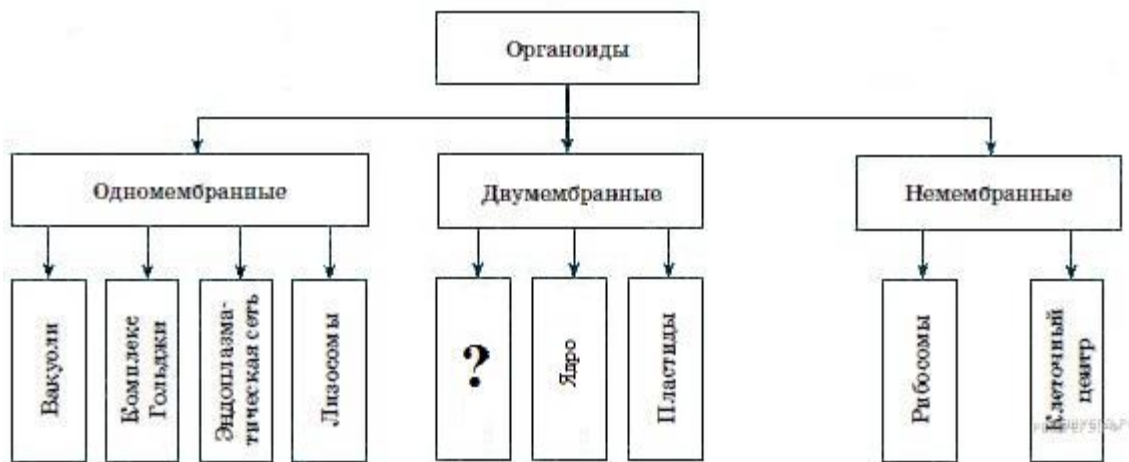 Органоиды
Одномембранные
Двумембранные
Немембранные
Вакуоли
Комплекс
Гольджи
Эндоплазма-
тическая сеть
Лизосомы
?
Ядро
Пластиды
Рибосомы
Клеточный
центр